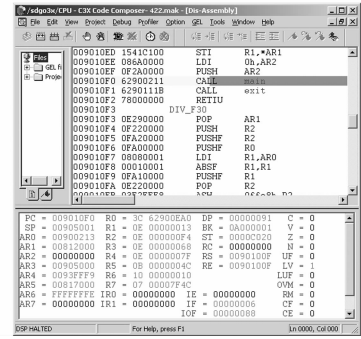 /sdgo3x/CPU - C3X Code Composer - 422.mak - [Dis-Assembly]
File Edit View Project Debug Profiler Option GEL Tools Window Help
Files
GEL fi
Projec
009010ED 1541C100 STI R1,*AR1
009010EE 086A0000 LDI 0h,AR2
009010EF 0F2A0000 PUSH AR2
009010F0 62900211 CALL main
009010F1 6290111B CALL exit
009010F2 78000000 RETIU
009010F3 DIV_F30
009010F3 0E290000 POP AR1
009010F4 0F220000 PUSH R2
009010F5 0FA20000 PUSHF R2
009010F6 0FA00000 PUSHF R0
009010F7 08080001 LDI R1,AR0
009010F8 00010001 ABSF R1
009010F9 0FA10000 PUSHF R1
009010FA 0E220000 POP R2
PC = 009010F0 R0 = 3C 62900EA0 DP = 00000091 C = 0
SP = 00905001 R1 = 0E 00000013 BK = 0A000001 V = 0
AR0 = 00900213 R2 = 0E 000000F4 ST = 0000C020 Z = 0
AR1 = 00812000 R3 = 0E 00000068 RC = 00000000 N = 0
AR2 = 00000000 R4 = 0E 0000007F RS = 0090100F UF = 0
AR3 = 00905000 R5 = 0B 0000004C RE = 0090100F LV = 1
AR4 = 0093FFF9 R6 = 10 00000010 LUF = 0
AR5 = 00817000 R7 = 07 00007F4C OVM = 0
AR6 = FFFFFFFE IR0 = 00000000 IE = 00000000 RM = 0
AR7 = 00000000 IR1 = 00000000 IF = 00000006 CF = 0
IOF = 00000088 CE = 0
DSP HALTED For Help, press F1 Ln 0000, Col 000